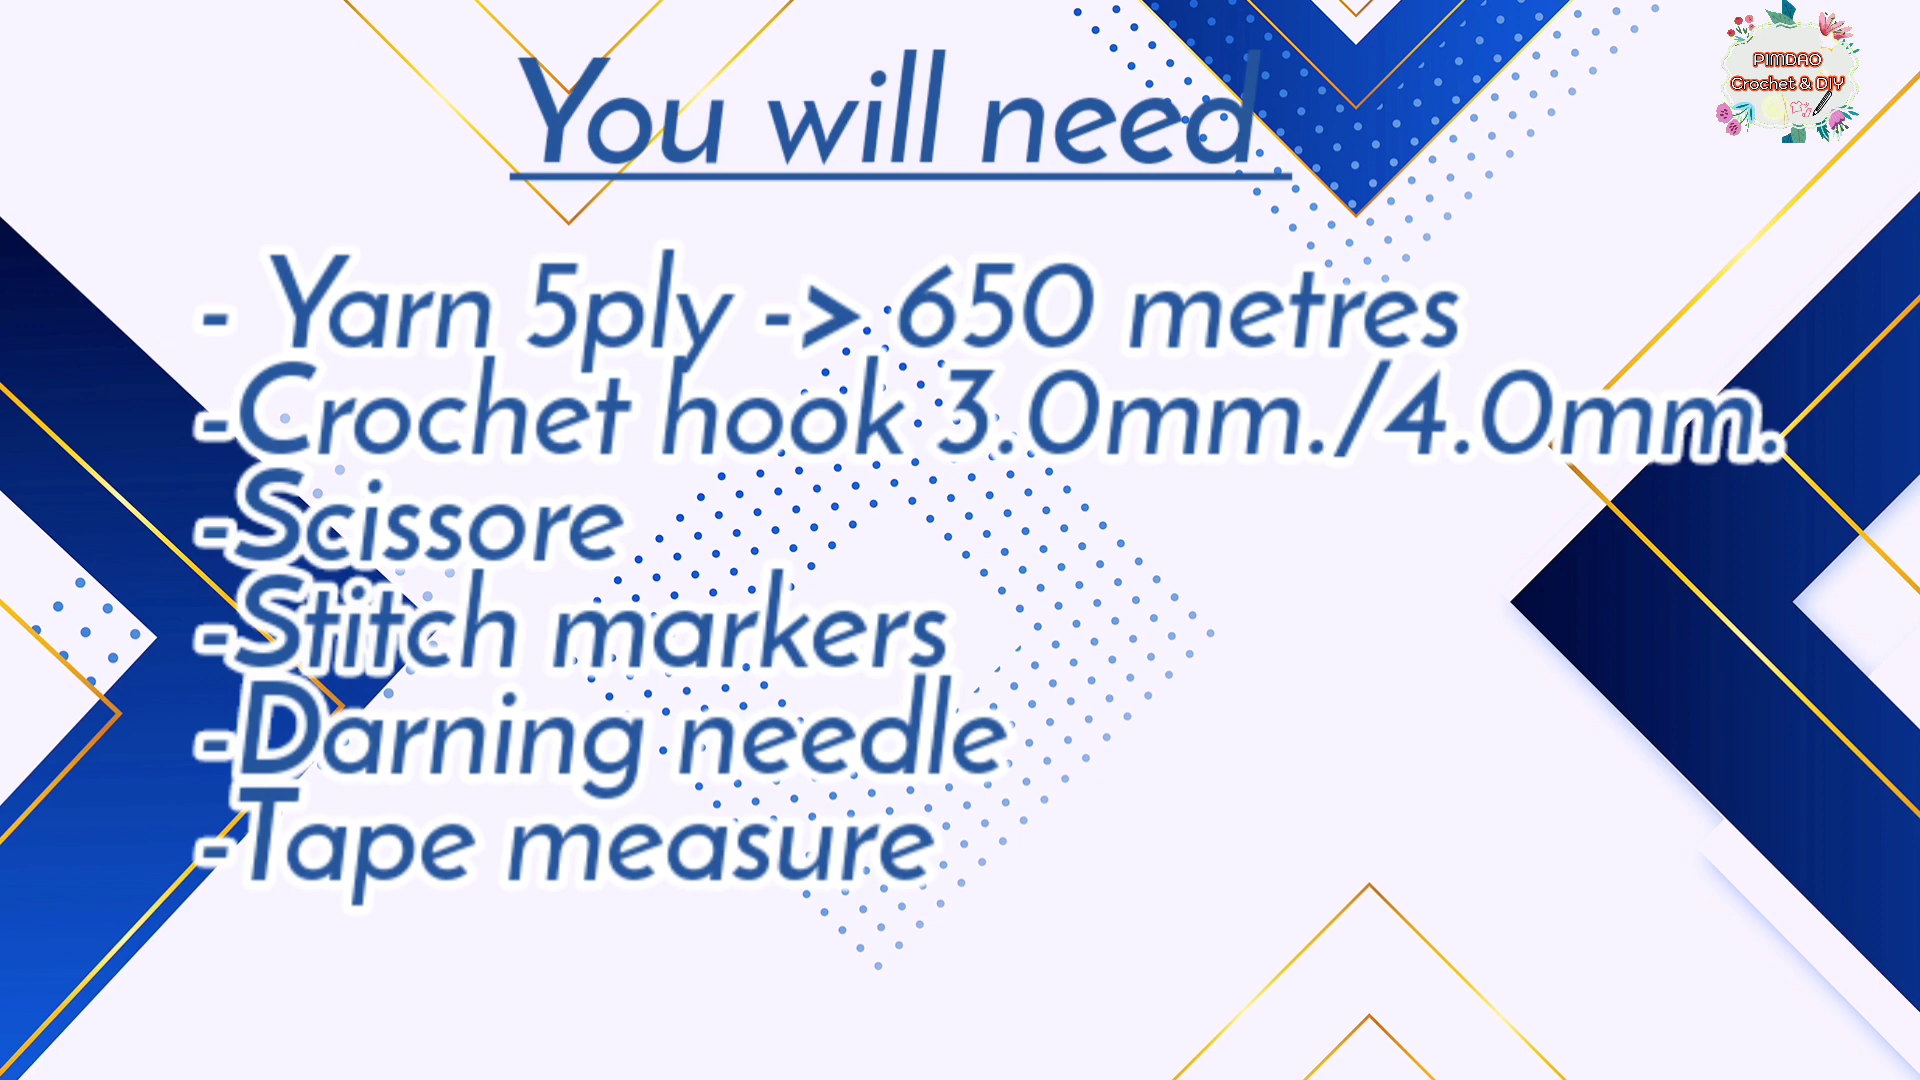 PIMDAO
Crochet & DIY
You will need
- Yarn 5ply -> 650 metres
-Crochet hook 3.0mm./4.0mm.
-Scissore
-Stitch markers
-Darning needle
-Tape measure